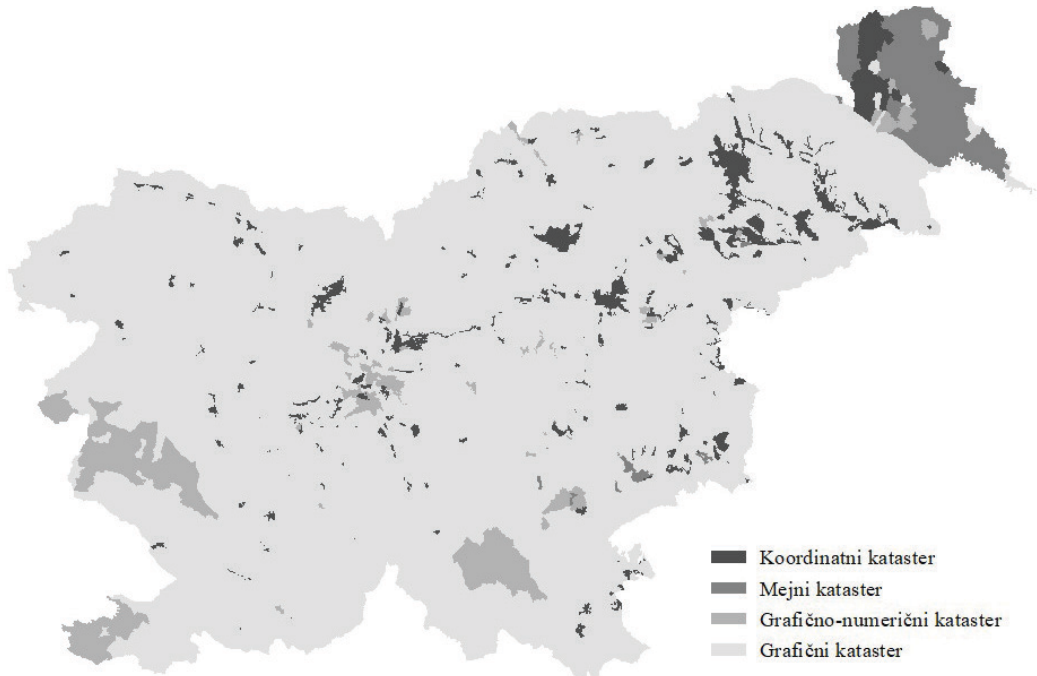 Koordinatni kataster
Mejni kataster
Grafično-numerični kataster
Grafični kataster